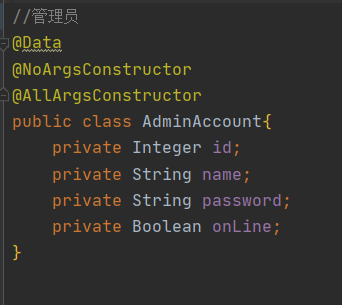 //管理员
@Data
@NoArgsConstructor
@AllArgsConstructor
public class AdminAccount{
    private Integer id;
    private String name;
    private String password;
    private Boolean onLine;
}